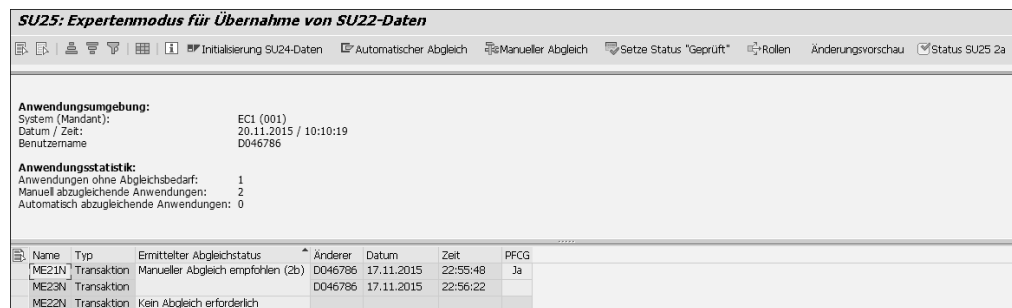 SU25: Expertenmodus für Übernahme von SU22-Daten
Initialisierung SU24-Daten Automatischer Abgleich Manueller Abgleich Setze Status "Geprüft" Rollen Änderungsvorschau Status SU25 2a
Anwendungsumgebung:
System (Mandant): EC1 (001)
Datum / Zeit: 20.11.2015 / 10:10:19
Benutzername D046786
Anwendungsstatistik:
Anwendungen ohne Abgleichsbedarf: 1
Manuell abzugleichende Anwendungen: 2
Automatisch abzugleichende Anwendungen: 0
Name Typ Ermittelter Abgleichstatus Änderer Datum Zeit PFCG
ME21N Transaktion Manueller Abgleich empfohlen (2b) D046786 17.11.2015 22:55:48 Ja
ME23N Transaktion D046786 17.11.2015 22:56:22
ME22N Transaktion Kein Abgleich erforderlich